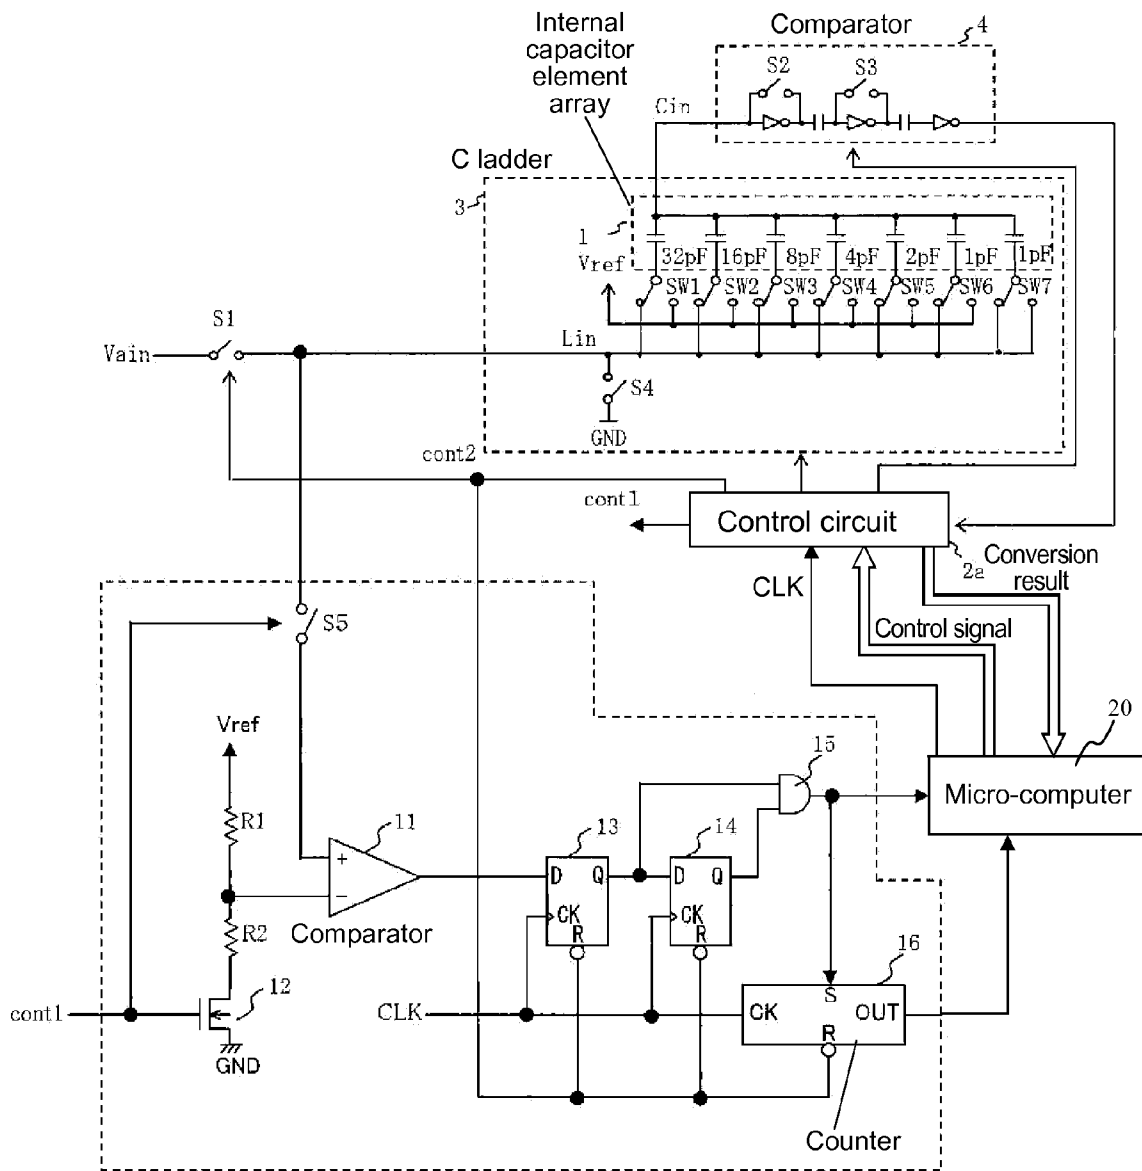 Internal
capacitor
element
array
Comparator
4
S2
S3
Cin
C ladder
3
1
Vref
32pF
16pF
8pF
4pF
2pF
1pF
1pF
SW1
SW2
SW3
SW4
SW5
SW6
SW7
S1
Vain
Lin
S4
GND
cont2
cont1
Control circuit
2a
Conversion
result
CLK
Control signal
S5
Vref
20
Micro-computer
15
R1
11
13
14
+
D
Q
D
Q
−
CK
CK
R
R
R2
Comparator
12
16
cont1
CLK
CK
S
OUT
R
GND
Counter